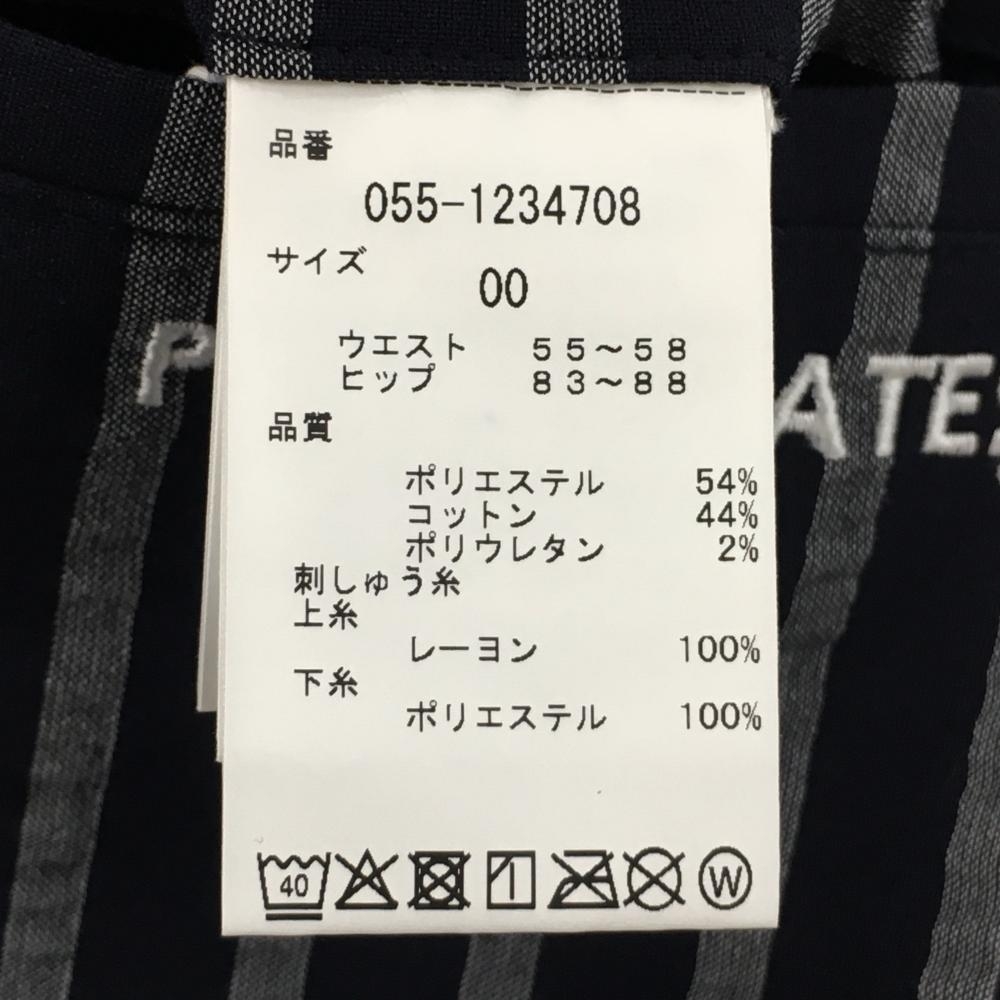 品番
055-1234708
サイズ
00
ウエスト 55～58
ヒップ 83～88
品質
ポリエステル 54%
コットン 44%
ポリウレタン 2%
刺しゅう糸
上糸
レーヨン 100%
下糸
ポリエステル 100%
40
W